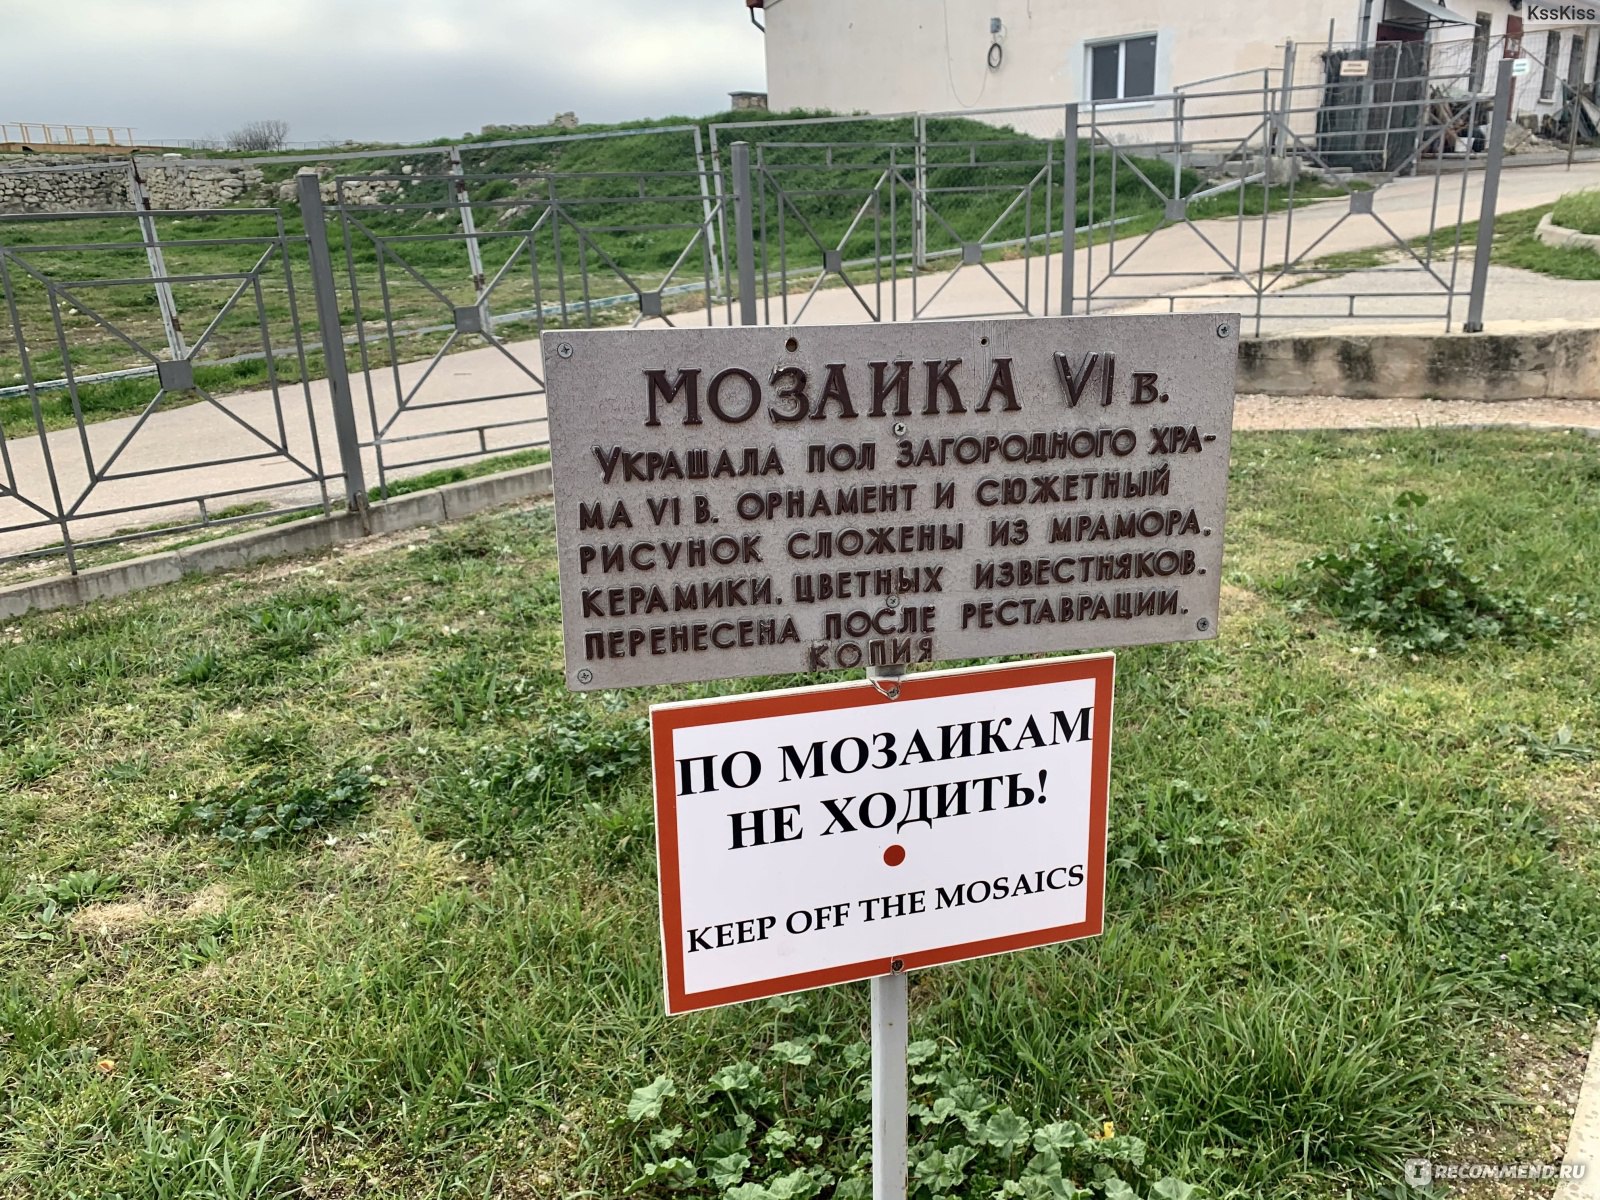 KssKiss
МОЗАИКА VI в.
УКРАШАЛА ПОЛ ЗАГОРОДНОГО ХРА-
МА VI В. ОРНАМЕНТ И СЮЖЕТНЫЙ
РИСУНОК СЛОЖЕНЫ ИЗ МРАМОРА.
КЕРАМИКИ. ЦВЕТНЫХ ИЗВЕСТНЯКОВ.
ПЕРЕНЕСЕНА ПОСЛЕ РЕСТАВРАЦИИ.
КОПИЯ
ПО МОЗАИКАМ
НЕ ХОДИТЬ!
KEEP OFF THE MOSAICS
RECOMMEND.RU